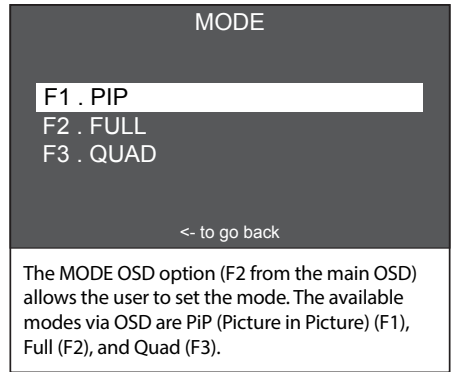 MODE
F1 . PIP
F2 . FULL
F3 . QUAD
<- to go back
The MODE OSD option (F2 from the main OSD)
allows the user to set the mode. The available
modes via OSD are PiP (Picture in Picture) (F1),
Full (F2), and Quad (F3).